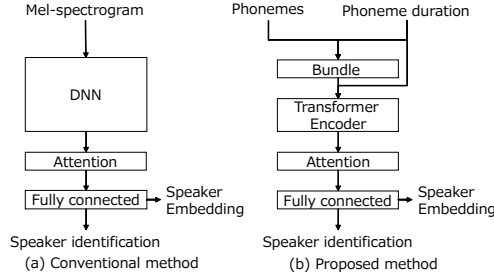 Mel-spectrogram
DNN
Attention
Fully connected
Speaker
Embedding
Speaker identification
(a) Conventional method
Phonemes
Phoneme duration
Bundle
Transformer
Encoder
Attention
Fully connected
Speaker
Embedding
Speaker identification
(b) Proposed method